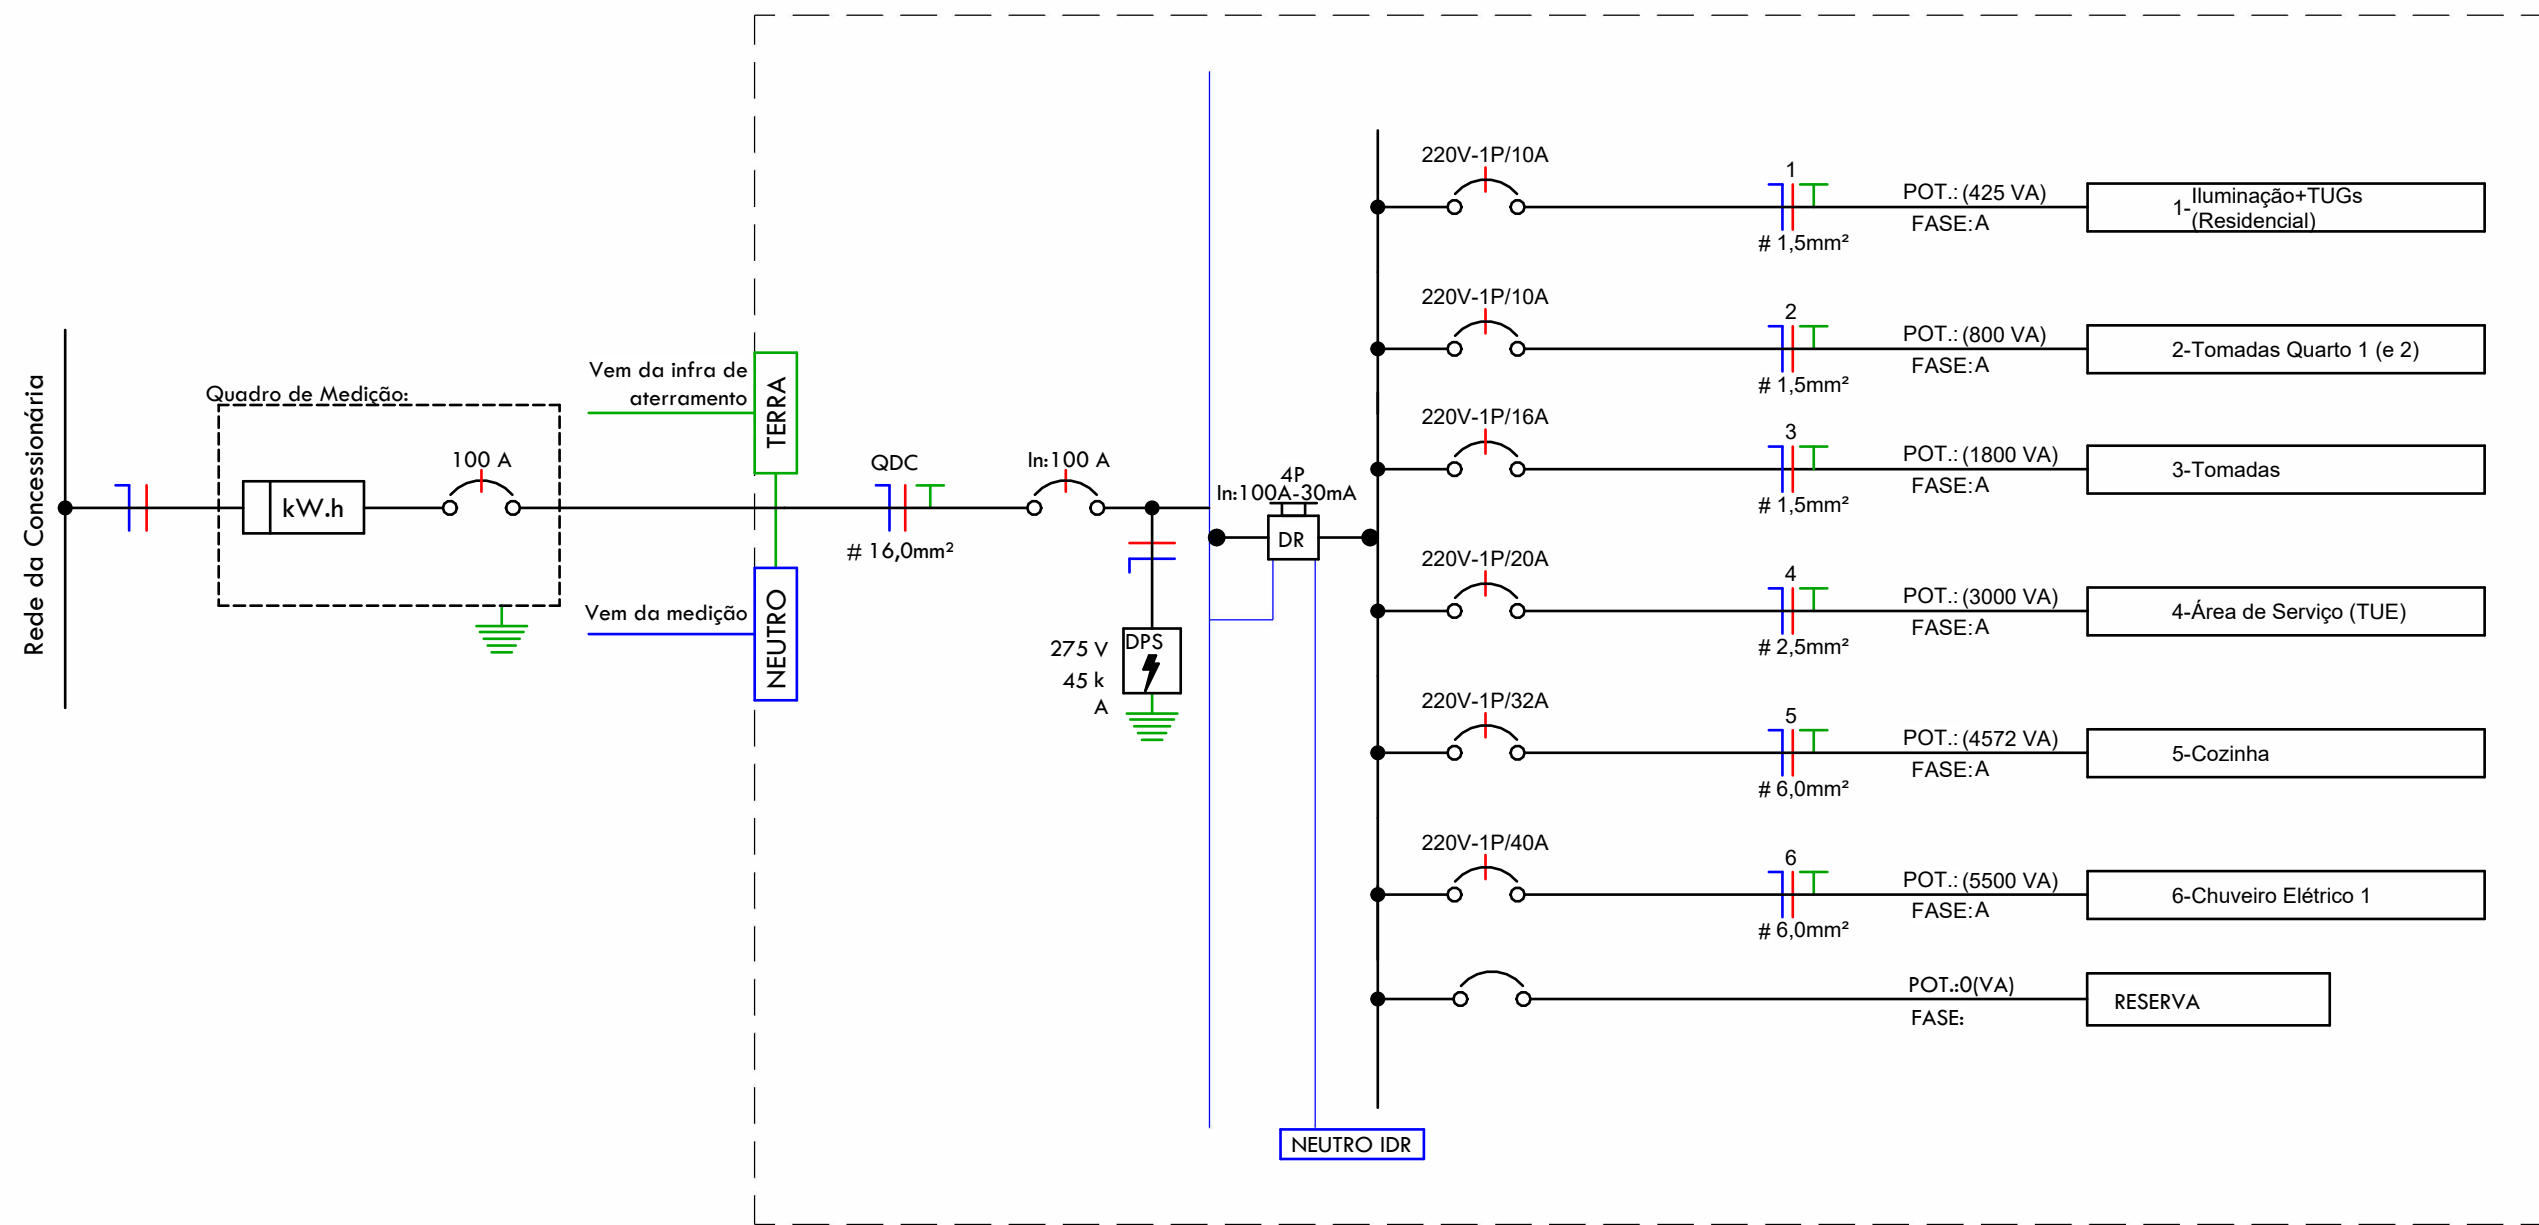 Rede da Concessionária
Quadro de Medição:
kW.h
100 A
Vem da infra de
aterramento
TERRA
Vem da medição
NEUTRO
QDC
# 16,0mm²
In:100 A
275 V
45 k
A
DPS
4P
In:100A-30mA
DR
NEUTRO IDR
220V-1P/10A
1
# 1,5mm²
POT.: (425 VA)
FASE:A
1-Iluminação+TUGs
(Residencial)
220V-1P/10A
2
# 1,5mm²
POT.: (800 VA)
FASE:A
2-Tomadas Quarto 1 (e 2)
220V-1P/16A
3
# 1,5mm²
POT.: (1800 VA)
FASE:A
3-Tomadas
220V-1P/20A
4
# 2,5mm²
POT.: (3000 VA)
FASE:A
4-Área de Serviço (TUE)
220V-1P/32A
5
# 6,0mm²
POT.: (4572 VA)
FASE:A
5-Cozinha
220V-1P/40A
6
# 6,0mm²
POT.: (5500 VA)
FASE:A
6-Chuveiro Elétrico 1
POT.:0(VA)
FASE:
RESERVA